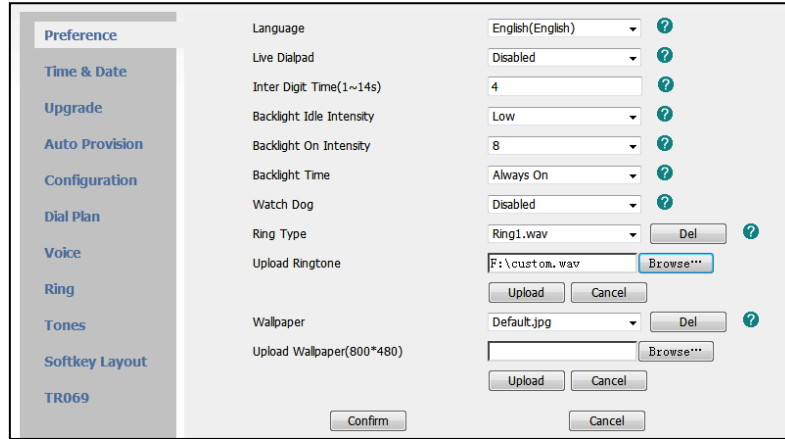 Preference
Time & Date
Upgrade
Auto Provision
Configuration
Dial Plan
Voice
Ring
Tones
Softkey Layout
TR069
Language English(English) ?
Live Dialpad Disabled ?
Inter Digit Time(1~14s) 4 ?
Backlight Idle Intensity Low ?
Backlight On Intensity 8 ?
Backlight Time Always On ?
Watch Dog Disabled ?
Ring Type Ring1.wav Del ?
Upload Ringtone F:\custom.wav Browse...
Upload Cancel
Wallpaper Default.jpg Del ?
Upload Wallpaper(800*480) Browse...
Upload Cancel
Confirm Cancel